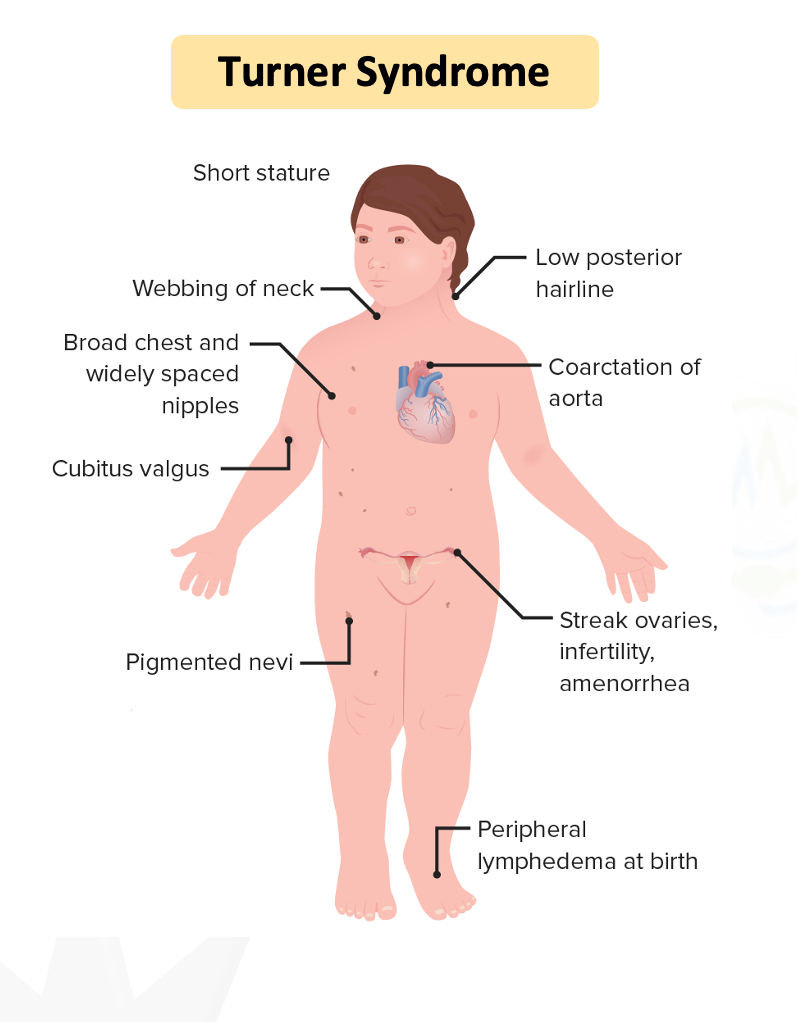 Turner Syndrome
Short stature
Low posterior
hairline
Webbing of neck
Broad chest and
widely spaced
nipples
Coarctation of
aorta
Cubitus valgus
Streak ovaries,
infertility,
amenorrhea
Pigmented nevi
Peripheral
lymphedema at birth